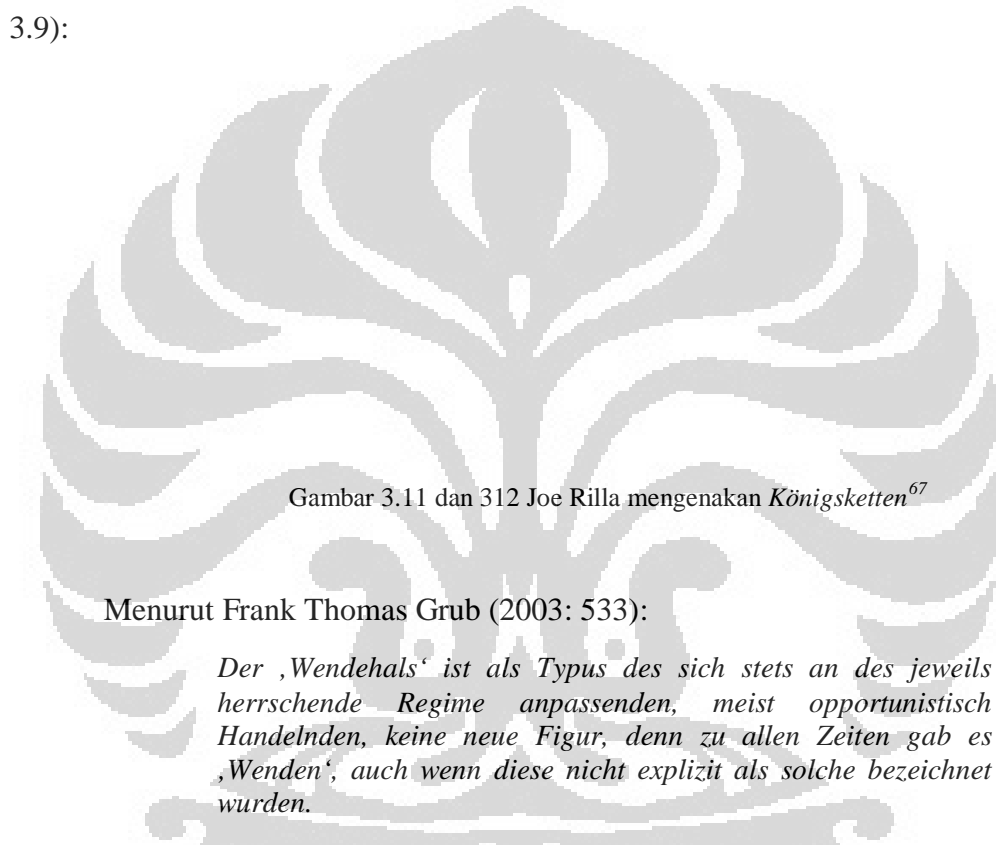 3.9):
Gambar 3.11 dan 312 Joe Rilla mengenakan Königsketten67
Menurut Frank Thomas Grub (2003: 533):
Der ‚Wendehals‘ ist als Typus des sich stets an des jeweils
herrschende Regime anpassenden, meist opportunistisch
Handelnden, keine neue Figur, denn zu allen Zeiten gab es
‚Wenden‘, auch wenn diese nicht explizit als solche bezeichnet
wurden.